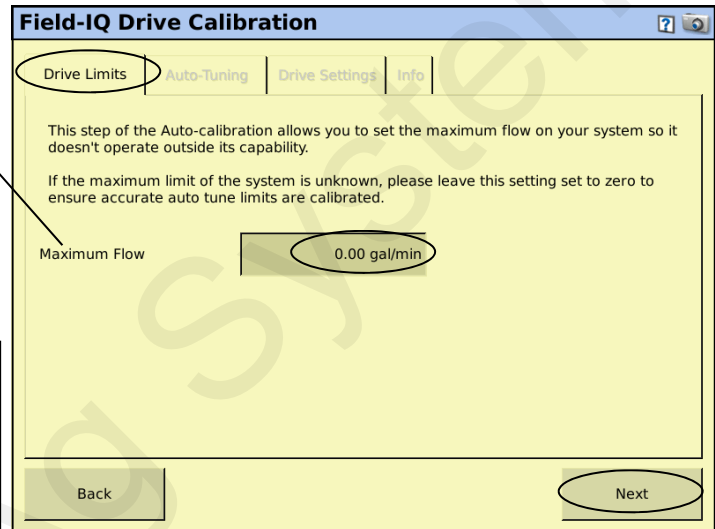 Field-IQ Drive Calibration
?
Drive Limits
Auto-Tuning
Drive Settings
Info
This step of the Auto-calibration allows you to set the maximum flow on your system so it
doesn't operate outside its capability.
If the maximum limit of the system is unknown, please leave this setting set to zero to
ensure accurate auto tune limits are calibrated.
Maximum Flow
0.00 gal/min
Back
Next
g System